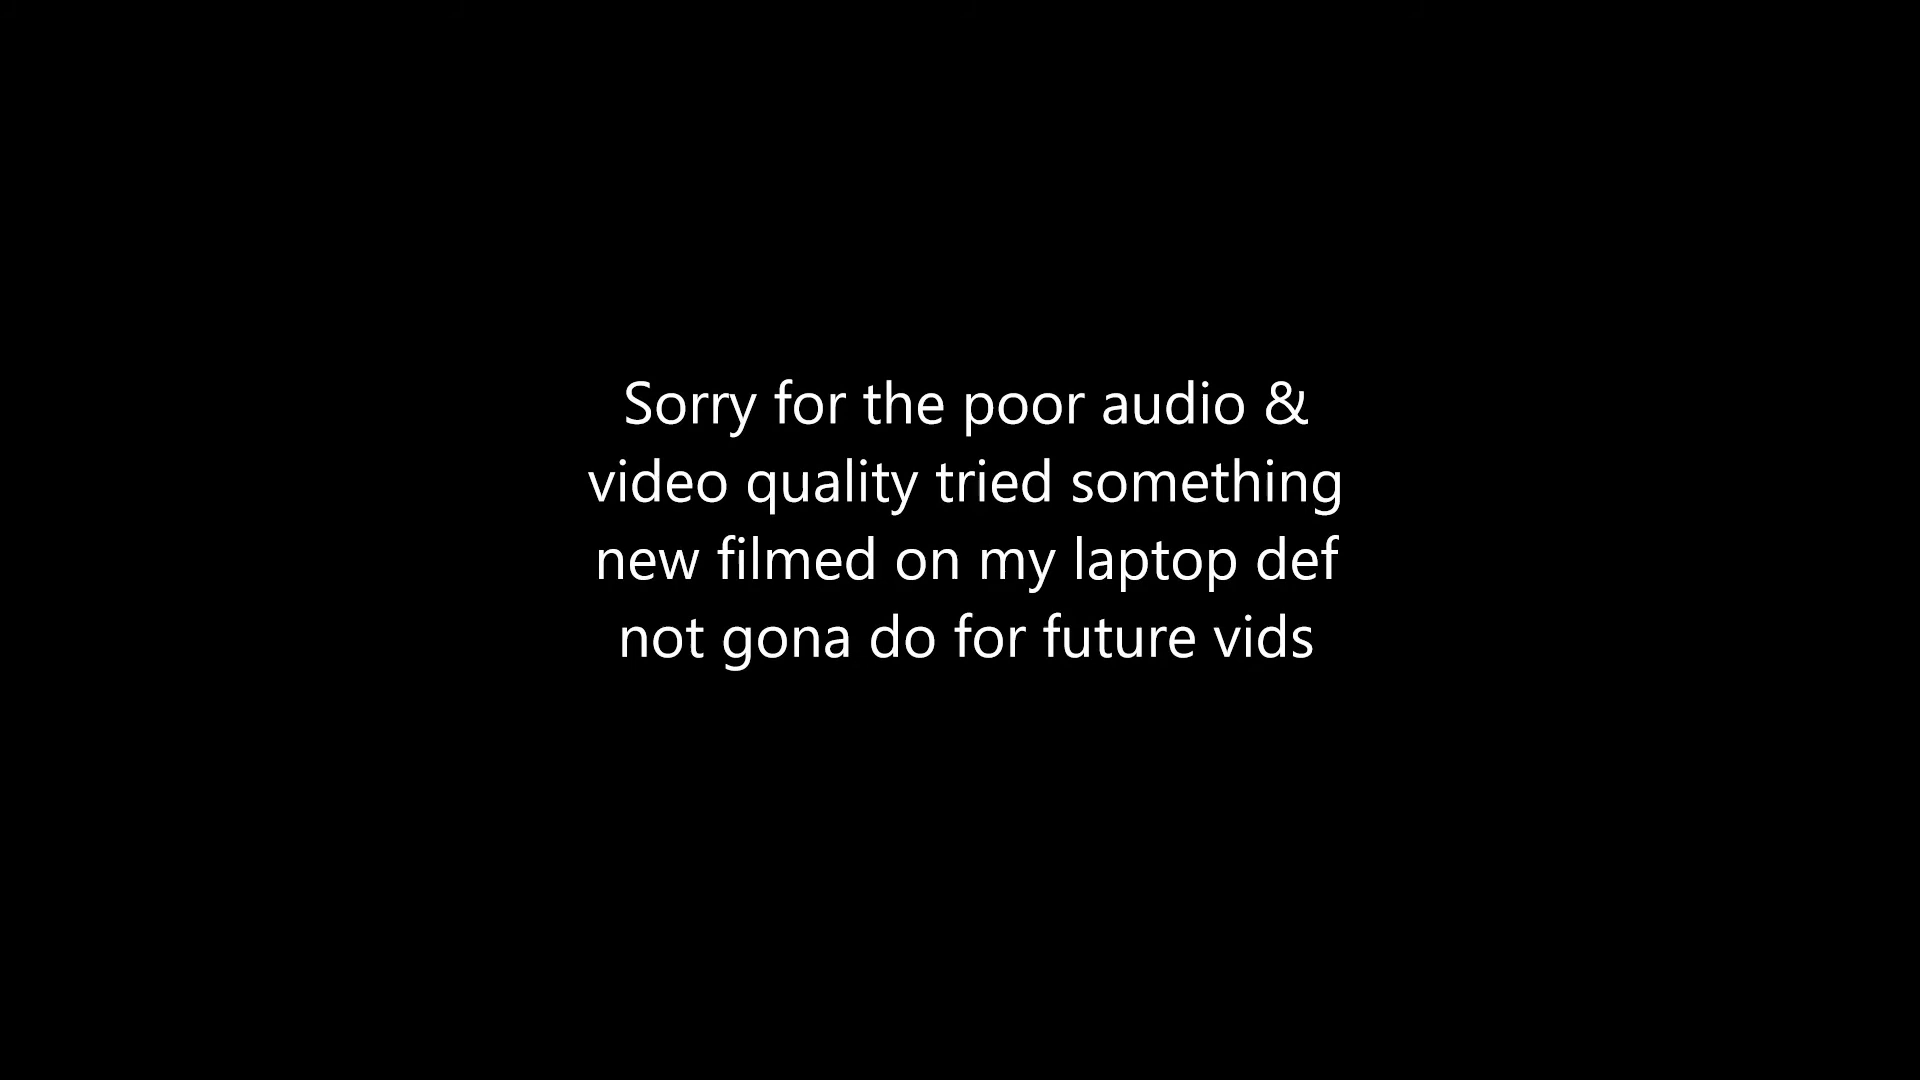 Sorry for the poor audio &
video quality tried something
new filmed on my laptop def
not gona do for future vids